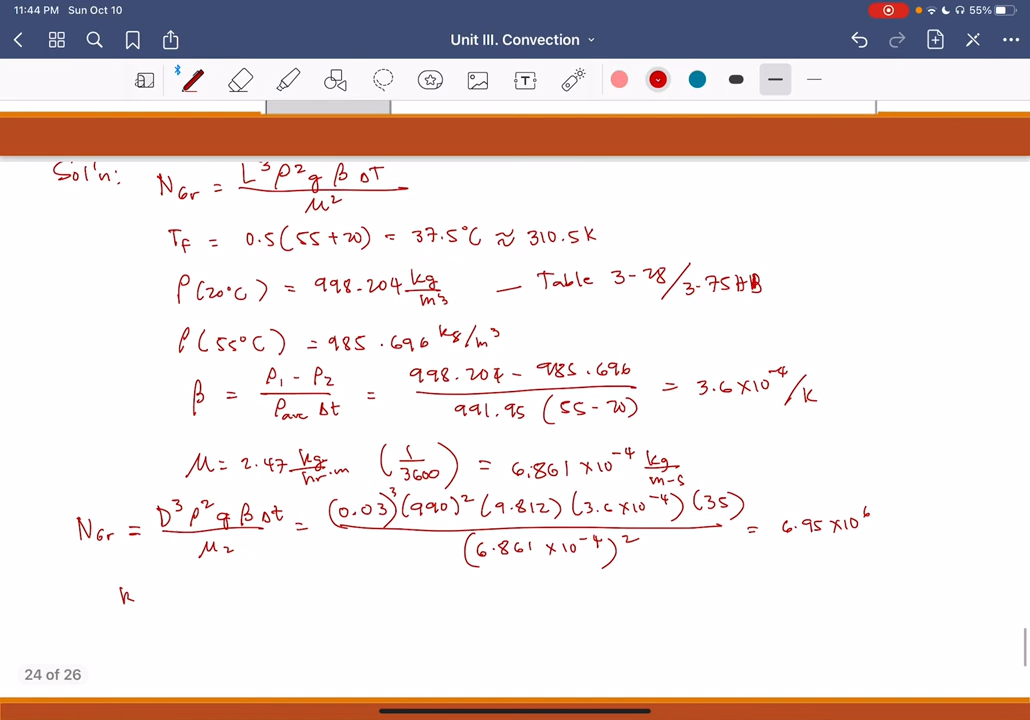 11:44 PM Sun Oct 10 55%
Unit III. Convection
Sol'n: N_Gr = L³ρ²g β ΔT / μ²
T_F = 0.5(55+20) = 37.5°C ≈ 310.5K
ρ(20°C) = 998.204 kg/m³ — Table 3-28/3-75HB
ρ(55°C) = 985.696 kg/m³
β = ρ₁ - ρ₂ / ρ_ave Δt = 998.204 - 985.696 / 991.95 (55-20) = 3.6×10⁻⁴/K
μ = 2.47 kg/hr.m (1/3600) = 6.861×10⁻⁴ kg/m-s
N_Gr = D³ρ²gβΔt / μ₂ = (0.03)³(990)²(9.812)(3.6×10⁻⁴)(35) / (6.861×10⁻⁴)² = 6.95×10⁶
k
24 of 26